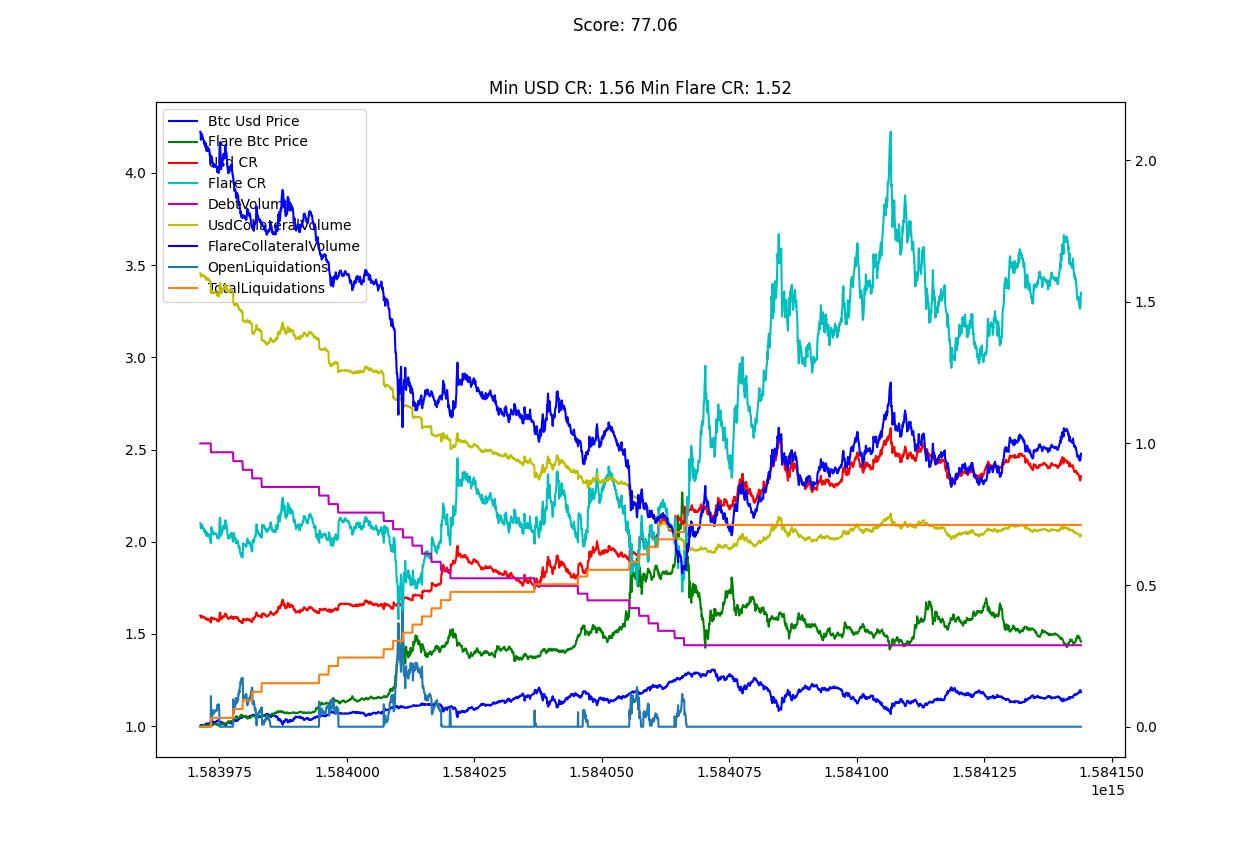 Score: 77.06
Min USD CR: 1.56 Min Flare CR: 1.52
Btc Usd Price
Flare Btc Price
Usd CR
Flare CR
DebtVolume
UsdCollateralVolume
FlareCollateralVolume
OpenLiquidations
TotalLiquidations
4.0
3.5
3.0
2.5
2.0
1.5
1.0
2.0
1.5
1.0
0.5
0.0
1.583975 1.584000 1.584025 1.584050 1.584075 1.584100 1.584125 1.584150
1e15